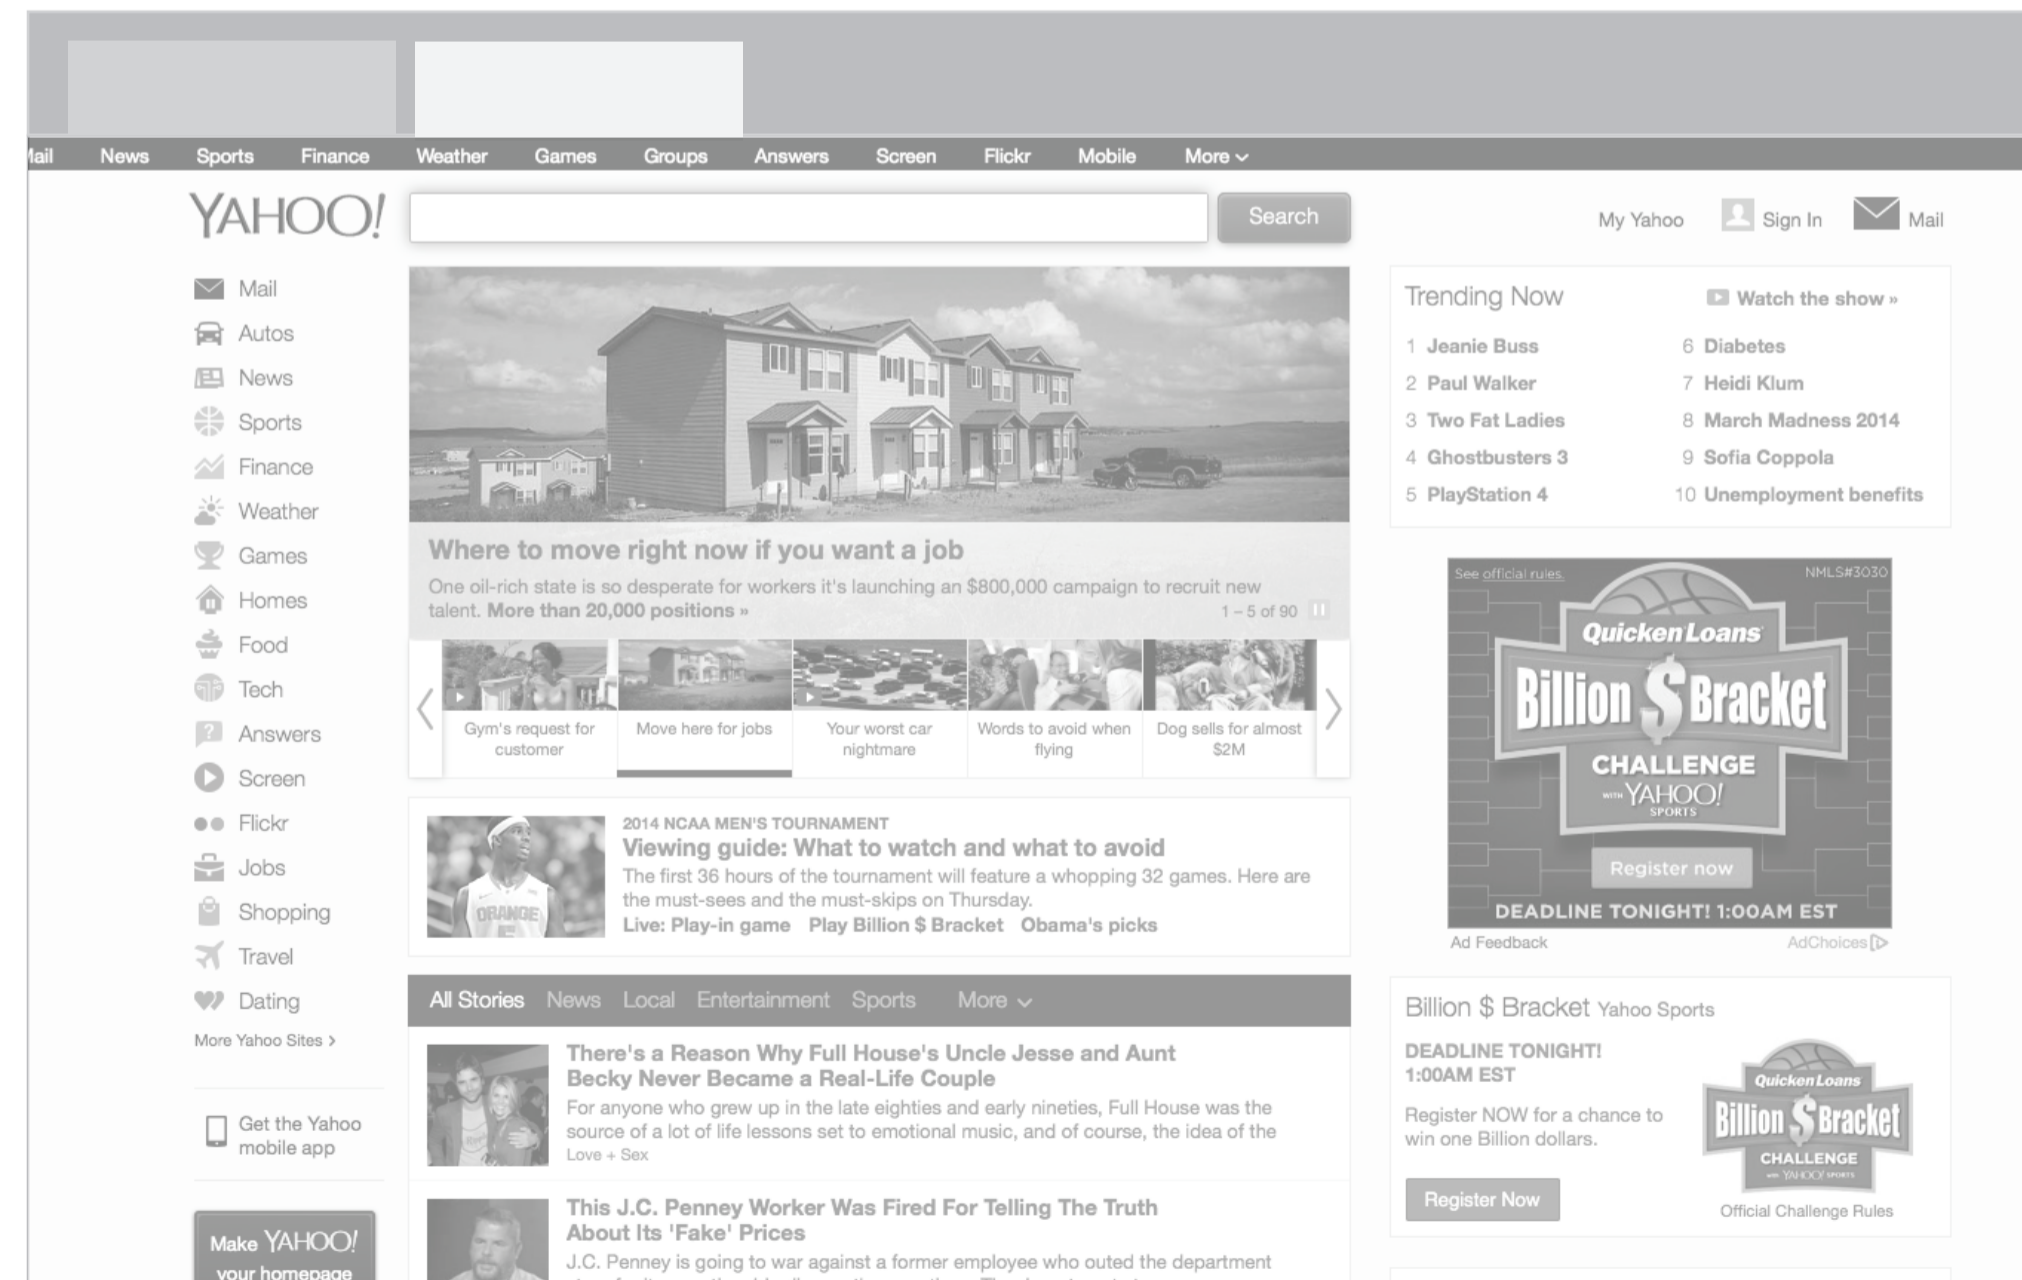 Mail News Sports Finance Weather Games Groups Answers Screen Flickr Mobile More
YAHOO!
Search
My Yahoo Sign In Mail
Mail
Autos
News
Sports
Finance
Weather
Games
Homes
Food
Tech
Answers
Screen
Flickr
Jobs
Shopping
Travel
Dating
More Yahoo Sites >
Get the Yahoo
mobile app
Make YAHOO!
your homepage
Where to move right now if you want a job
One oil-rich state is so desperate for workers it's launching an $800,000 campaign to recruit new
talent. More than 20,000 positions »
1 – 5 of 90
Gym's request for
customer
Move here for jobs
Your worst car
nightmare
Words to avoid when
flying
Dog sells for almost
$2M
ORANGE
2014 NCAA MEN'S TOURNAMENT
Viewing guide: What to watch and what to avoid
The first 36 hours of the tournament will feature a whopping 32 games. Here are
the must-sees and the must-skips on Thursday.
Live: Play-in game Play Billion $ Bracket Obama's picks
All Stories News Local Entertainment Sports More
There's a Reason Why Full House's Uncle Jesse and Aunt
Becky Never Became a Real-Life Couple
For anyone who grew up in the late eighties and early nineties, Full House was the
source of a lot of life lessons set to emotional music, and of course, the idea of the
Love + Sex
This J.C. Penney Worker Was Fired For Telling The Truth
About Its 'Fake' Prices
J.C. Penney is going to war against a former employee who outed the department
Trending Now
Watch the show »
1 Jeanie Buss
2 Paul Walker
3 Two Fat Ladies
4 Ghostbusters 3
5 PlayStation 4
6 Diabetes
7 Heidi Klum
8 March Madness 2014
9 Sofia Coppola
10 Unemployment benefits
See official rules.
NMLS#3030
Quicken Loans
Billion $ Bracket
CHALLENGE
WITH YAHOO!
SPORTS
Register now
DEADLINE TONIGHT! 1:00AM EST
Ad Feedback
AdChoices
Billion $ Bracket Yahoo Sports
DEADLINE TONIGHT!
1:00AM EST
Register NOW for a chance to
win one Billion dollars.
Register Now
Quicken Loans
Billion $ Bracket
CHALLENGE
with YAHOO! SPORTS
Official Challenge Rules